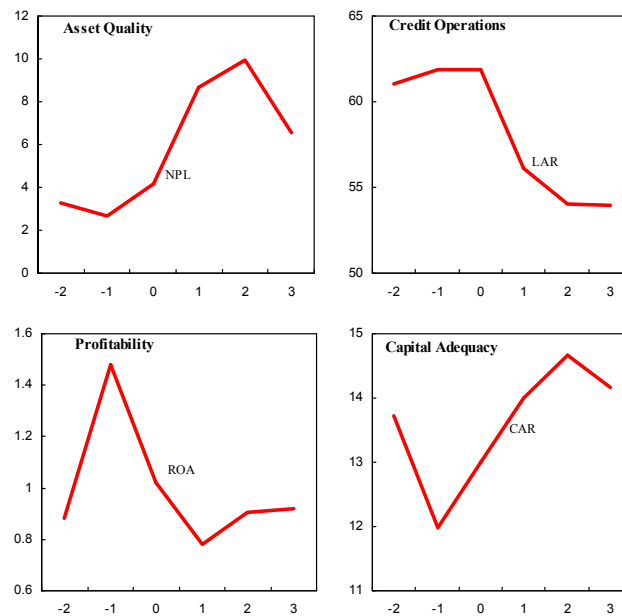 Asset Quality
12
10
8
6
4
2
0
NPL
-2 -1 0 1 2 3
Credit Operations
65
60
55
50
LAR
-2 -1 0 1 2 3
Profitability
1.6
1.4
1.2
1
0.8
0.6
ROA
-2 -1 0 1 2 3
Capital Adequacy
15
14
13
12
11
CAR
-2 -1 0 1 2 3